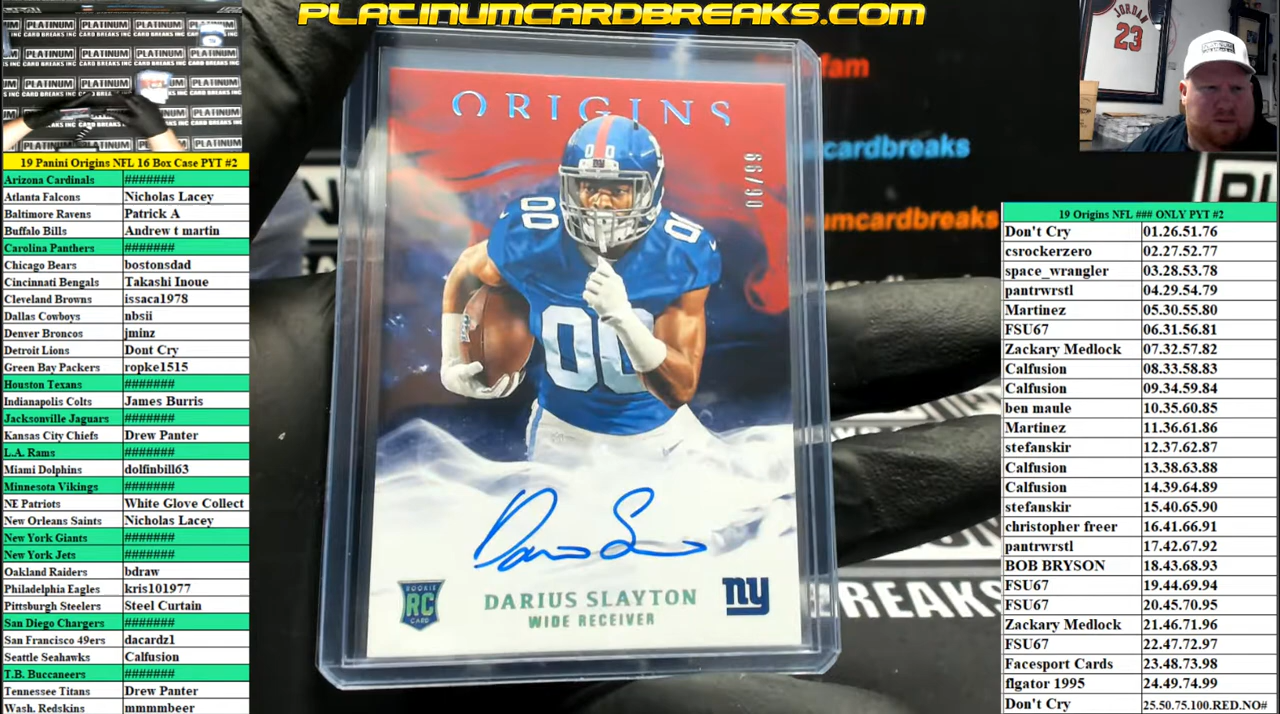 PLATINUMCARDBREAKS.COM
19 Panini Origins NFL 16 Box Case PYT #2
Arizona Cardinals #######
Atlanta Falcons Nicholas Lacey
Baltimore Ravens Patrick A
Buffalo Bills Andrew t martin
Carolina Panthers #######
Chicago Bears bostonsdad
Cincinnati Bengals Takashi Inoue
Cleveland Browns issaca1978
Dallas Cowboys nbsii
Denver Broncos jminz
Detroit Lions Dont Cry
Green Bay Packers ropke1515
Houston Texans #######
Indianapolis Colts James Burris
Jacksonville Jaguars #######
Kansas City Chiefs Drew Panter
L.A. Rams #######
Miami Dolphins dolfinbill63
Minnesota Vikings #######
NE Patriots White Glove Collect
New Orleans Saints Nicholas Lacey
New York Giants #######
New York Jets #######
Oakland Raiders bdraw
Philadelphia Eagles kris101977
Pittsburgh Steelers Steel Curtain
San Diego Chargers #######
San Francisco 49ers dacardz1
Seattle Seahawks Calfusion
T.B. Buccaneers #######
Tennessee Titans Drew Panter
Wash. Redskins mmmmbeer
ORIGINS
00
00
00
Darius Slayton
ROOKIE
RC
CARD
DARIUS SLAYTON
WIDE RECEIVER
ny
fam
cardbreaks
umcardbreaks
BREAKS
JORDAN
23
19 Origins NFL ### ONLY PYT #2
Don't Cry 01.26.51.76
csrockerzero 02.27.52.77
space_wrangler 03.28.53.78
pantrwrstl 04.29.54.79
Martinez 05.30.55.80
FSU67 06.31.56.81
Zackary Medlock 07.32.57.82
Calfusion 08.33.58.83
Calfusion 09.34.59.84
ben maule 10.35.60.85
Martinez 11.36.61.86
stefanskir 12.37.62.87
Calfusion 13.38.63.88
Calfusion 14.39.64.89
stefanskir 15.40.65.90
christopher freer 16.41.66.91
pantrwrstl 17.42.67.92
BOB BRYSON 18.43.68.93
FSU67 19.44.69.94
FSU67 20.45.70.95
Zackary Medlock 21.46.71.96
FSU67 22.47.72.97
Facesport Cards 23.48.73.98
flgator 1995 24.49.74.99
Don't Cry 25.50.75.100.RED.NO#